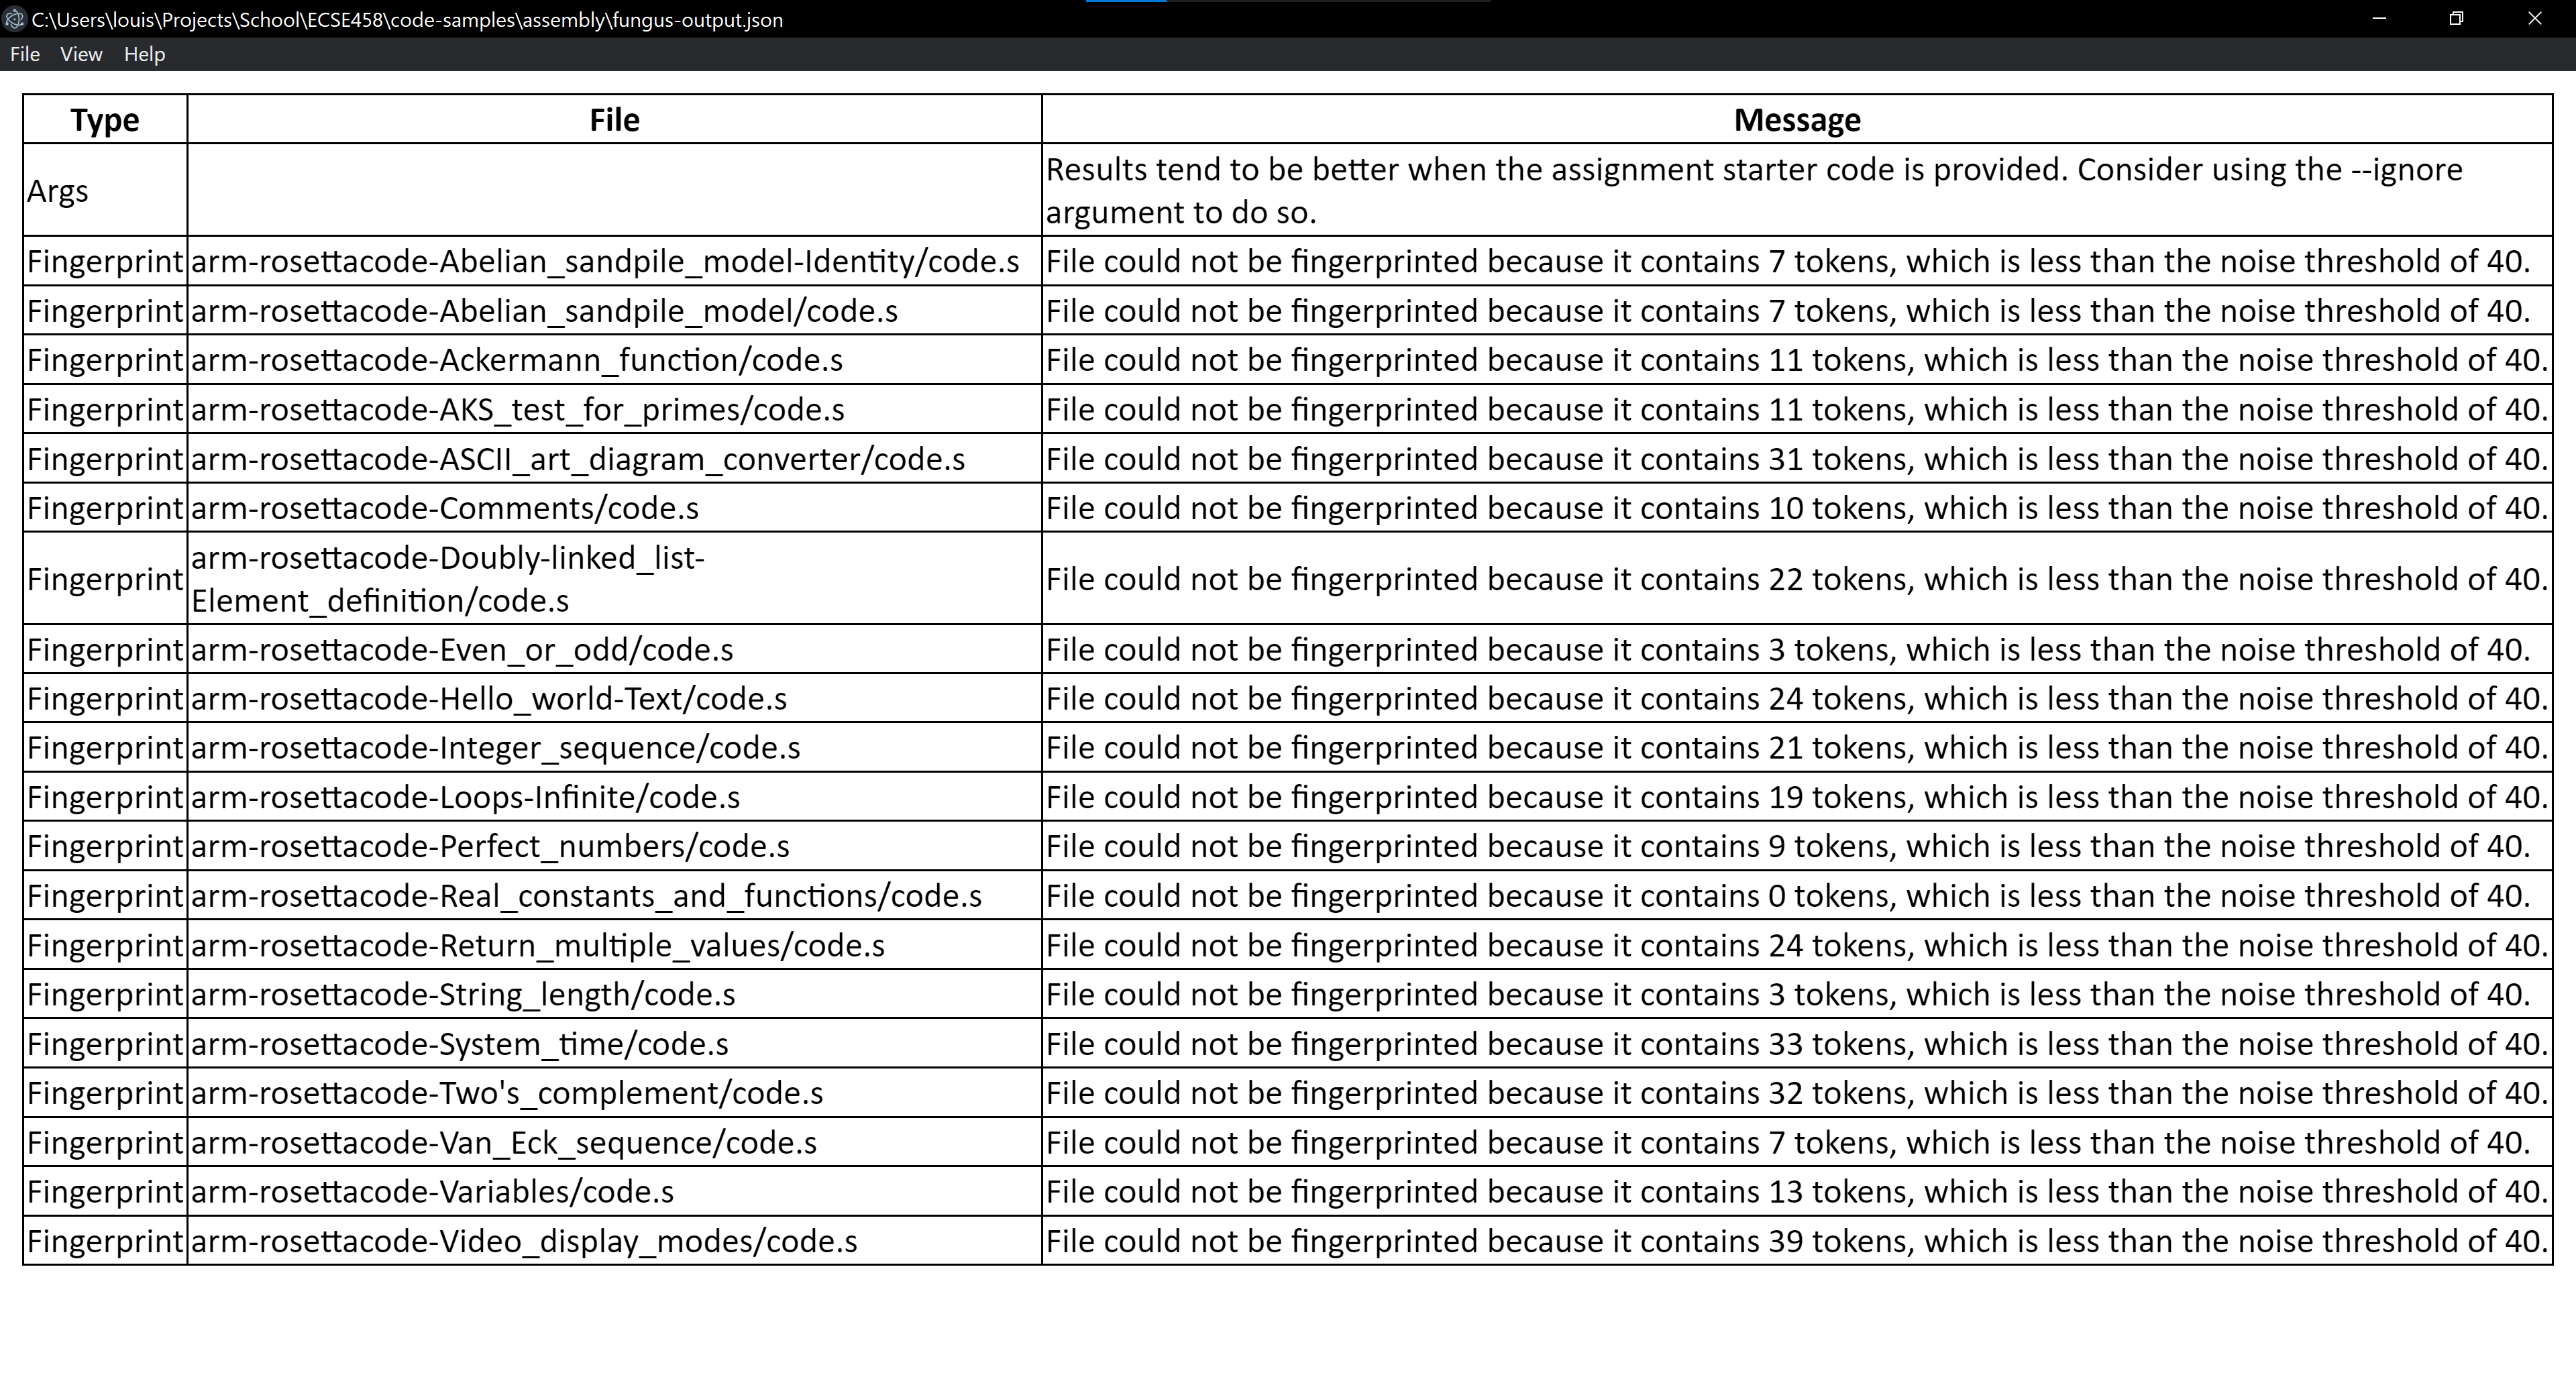 C:\Users\louis\Projects\School\ECSE458\code-samples\assembly\fungus-output.json
File View Help
Type File Message
Args Results tend to be better when the assignment starter code is provided. Consider using the --ignore
argument to do so.
Fingerprint arm-rosettacode-Abelian_sandpile_model-Identity/code.s File could not be fingerprinted because it contains 7 tokens, which is less than the noise threshold of 40.
Fingerprint arm-rosettacode-Abelian_sandpile_model/code.s File could not be fingerprinted because it contains 7 tokens, which is less than the noise threshold of 40.
Fingerprint arm-rosettacode-Ackermann_function/code.s File could not be fingerprinted because it contains 11 tokens, which is less than the noise threshold of 40.
Fingerprint arm-rosettacode-AKS_test_for_primes/code.s File could not be fingerprinted because it contains 11 tokens, which is less than the noise threshold of 40.
Fingerprint arm-rosettacode-ASCII_art_diagram_converter/code.s File could not be fingerprinted because it contains 31 tokens, which is less than the noise threshold of 40.
Fingerprint arm-rosettacode-Comments/code.s File could not be fingerprinted because it contains 10 tokens, which is less than the noise threshold of 40.
Fingerprint arm-rosettacode-Doubly-linked_list-
Element_definition/code.s File could not be fingerprinted because it contains 22 tokens, which is less than the noise threshold of 40.
Fingerprint arm-rosettacode-Even_or_odd/code.s File could not be fingerprinted because it contains 3 tokens, which is less than the noise threshold of 40.
Fingerprint arm-rosettacode-Hello_world-Text/code.s File could not be fingerprinted because it contains 24 tokens, which is less than the noise threshold of 40.
Fingerprint arm-rosettacode-Integer_sequence/code.s File could not be fingerprinted because it contains 21 tokens, which is less than the noise threshold of 40.
Fingerprint arm-rosettacode-Loops-Infinite/code.s File could not be fingerprinted because it contains 19 tokens, which is less than the noise threshold of 40.
Fingerprint arm-rosettacode-Perfect_numbers/code.s File could not be fingerprinted because it contains 9 tokens, which is less than the noise threshold of 40.
Fingerprint arm-rosettacode-Real_constants_and_functions/code.s File could not be fingerprinted because it contains 0 tokens, which is less than the noise threshold of 40.
Fingerprint arm-rosettacode-Return_multiple_values/code.s File could not be fingerprinted because it contains 24 tokens, which is less than the noise threshold of 40.
Fingerprint arm-rosettacode-String_length/code.s File could not be fingerprinted because it contains 3 tokens, which is less than the noise threshold of 40.
Fingerprint arm-rosettacode-System_time/code.s File could not be fingerprinted because it contains 33 tokens, which is less than the noise threshold of 40.
Fingerprint arm-rosettacode-Two's_complement/code.s File could not be fingerprinted because it contains 32 tokens, which is less than the noise threshold of 40.
Fingerprint arm-rosettacode-Van_Eck_sequence/code.s File could not be fingerprinted because it contains 7 tokens, which is less than the noise threshold of 40.
Fingerprint arm-rosettacode-Variables/code.s File could not be fingerprinted because it contains 13 tokens, which is less than the noise threshold of 40.
Fingerprint arm-rosettacode-Video_display_modes/code.s File could not be fingerprinted because it contains 39 tokens, which is less than the noise threshold of 40.